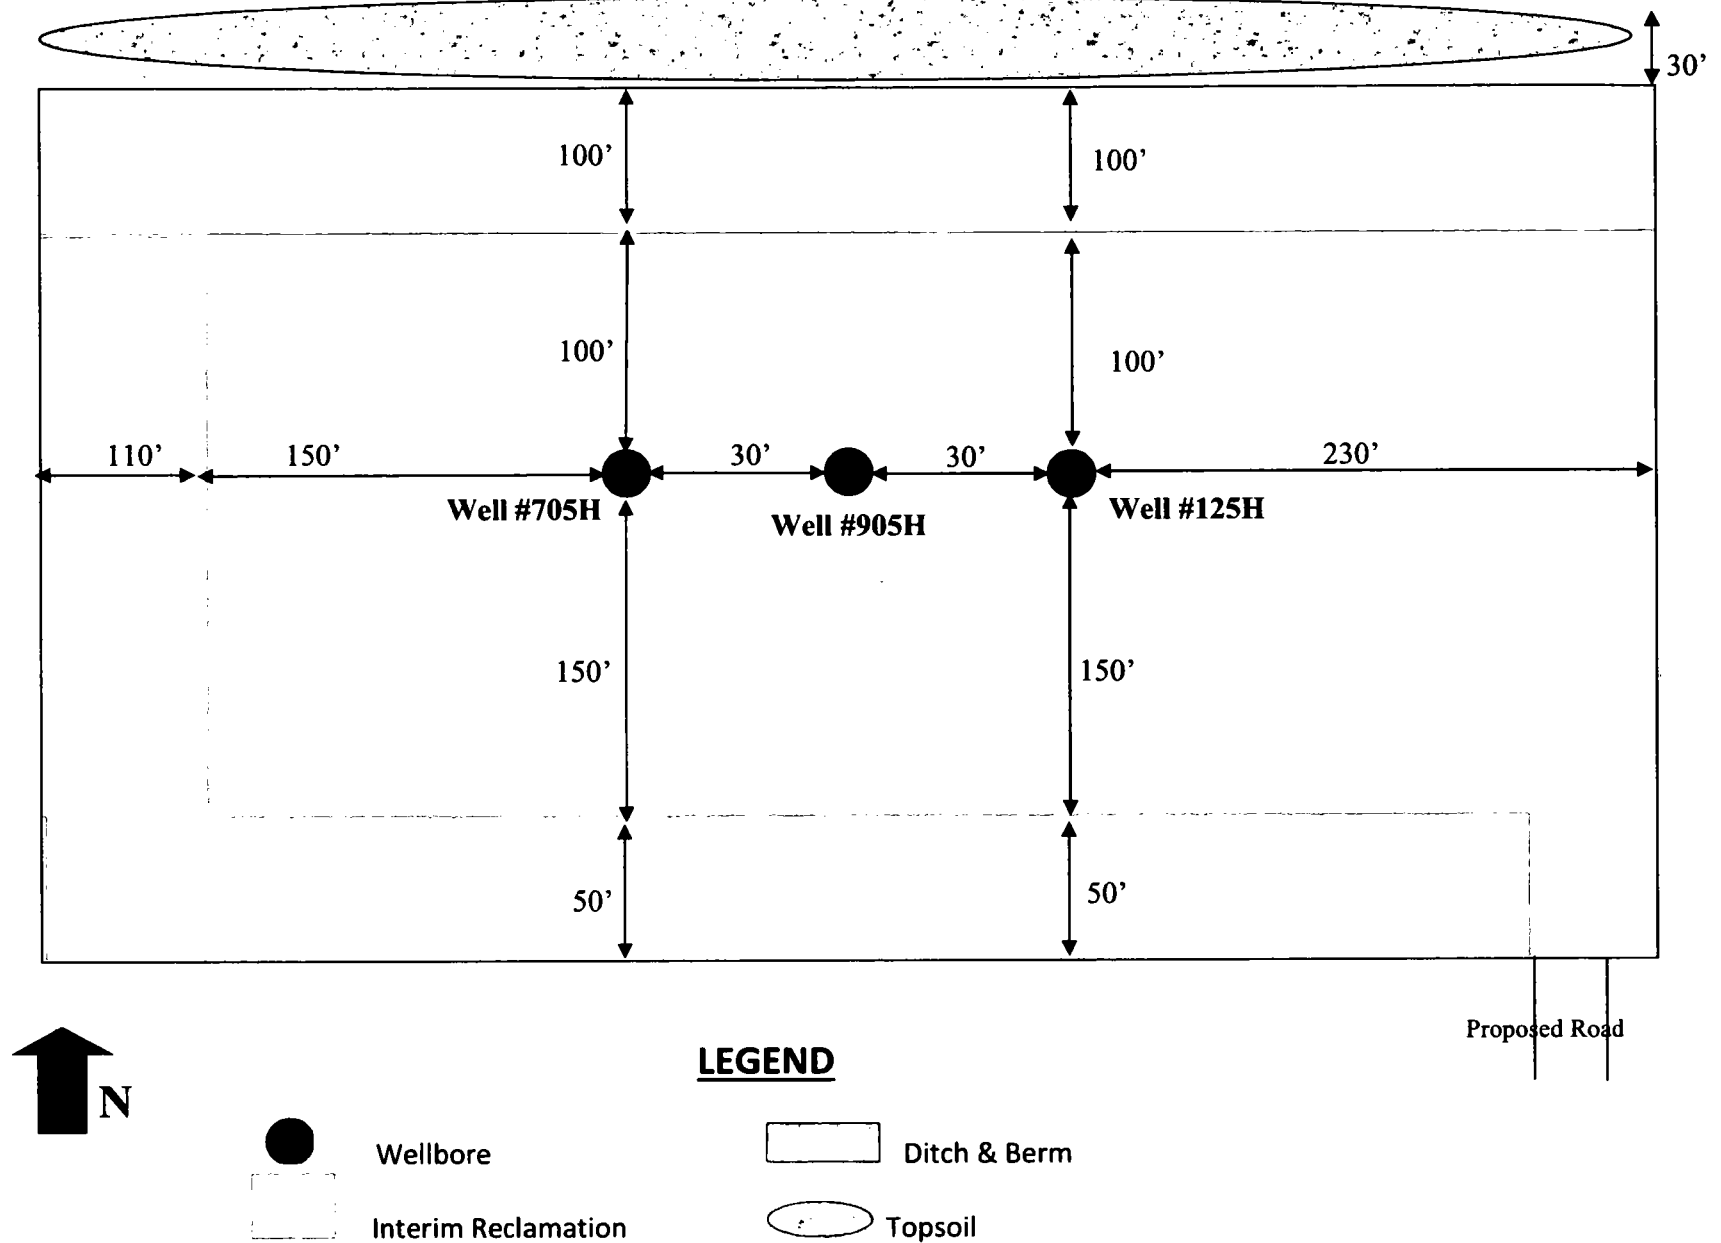 30’
100’
100’
100’
100’
110’
150’
30’
30’
230’
Well #705H
Well #905H
Well #125H
150’
150’
50’
50’
Proposed Road
N
LEGEND
Wellbore
Ditch & Berm
Interim Reclamation
Topsoil